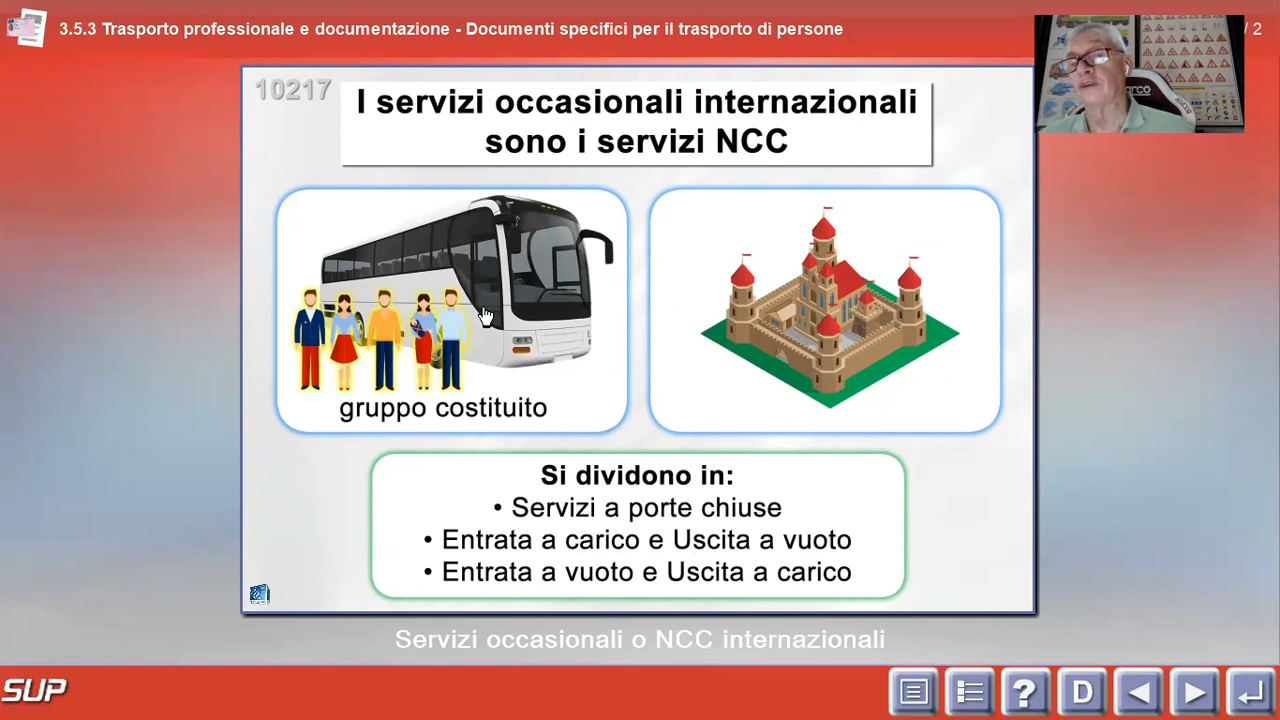 3.5.3 Trasporto professionale e documentazione - Documenti specifici per il trasporto di persone
/ 2
10217
I servizi occasionali internazionali
sono i servizi NCC
gruppo costituito
Si dividono in:
• Servizi a porte chiuse
• Entrata a carico e Uscita a vuoto
• Entrata a vuoto e Uscita a carico
Servizi occasionali o NCC internazionali
SUP
? D